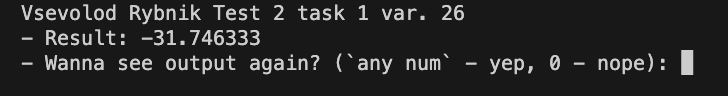 Vsevolod Rybnik Test 2 task 1 var. 26
- Result: -31.746333
- Wanna see output again? (`any num` - yep, 0 - nope):